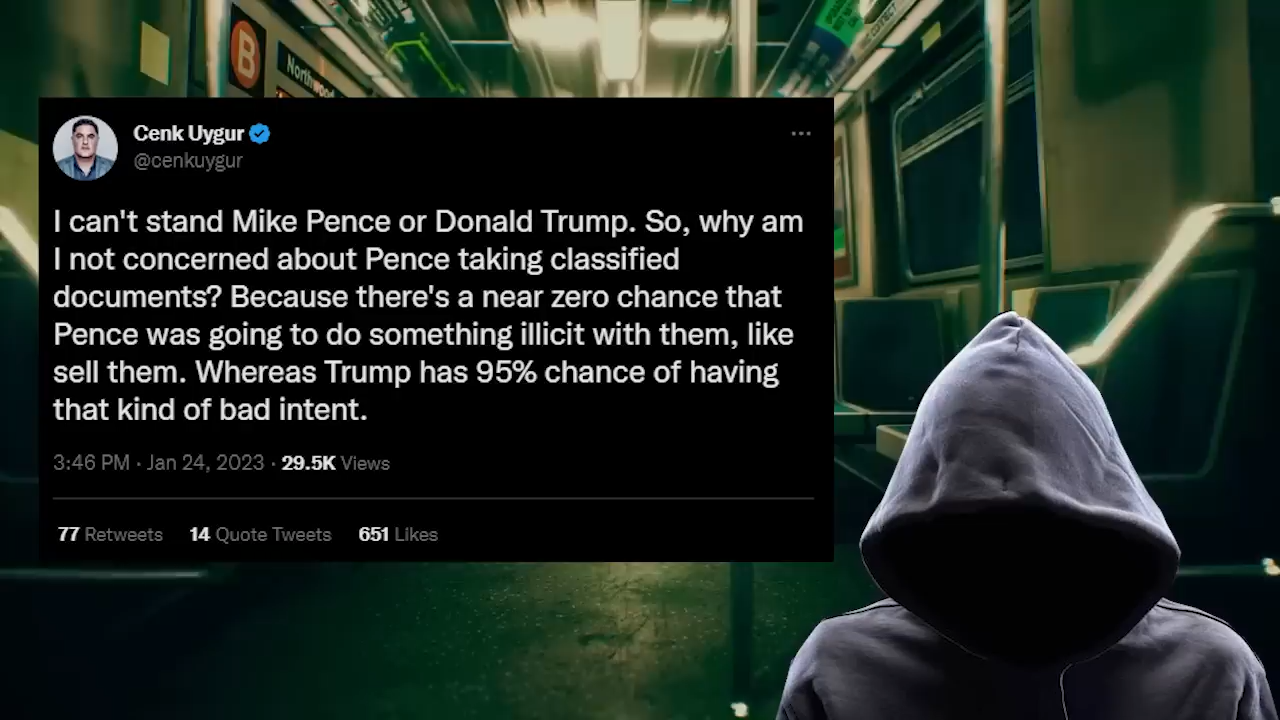 B
Northwood
Cenk Uygur
@cenkuygur
I can't stand Mike Pence or Donald Trump. So, why am
I not concerned about Pence taking classified
documents? Because there's a near zero chance that
Pence was going to do something illicit with them, like
sell them. Whereas Trump has 95% chance of having
that kind of bad intent.
3:46 PM · Jan 24, 2023 · 29.5K Views
77 Retweets 14 Quote Tweets 651 Likes